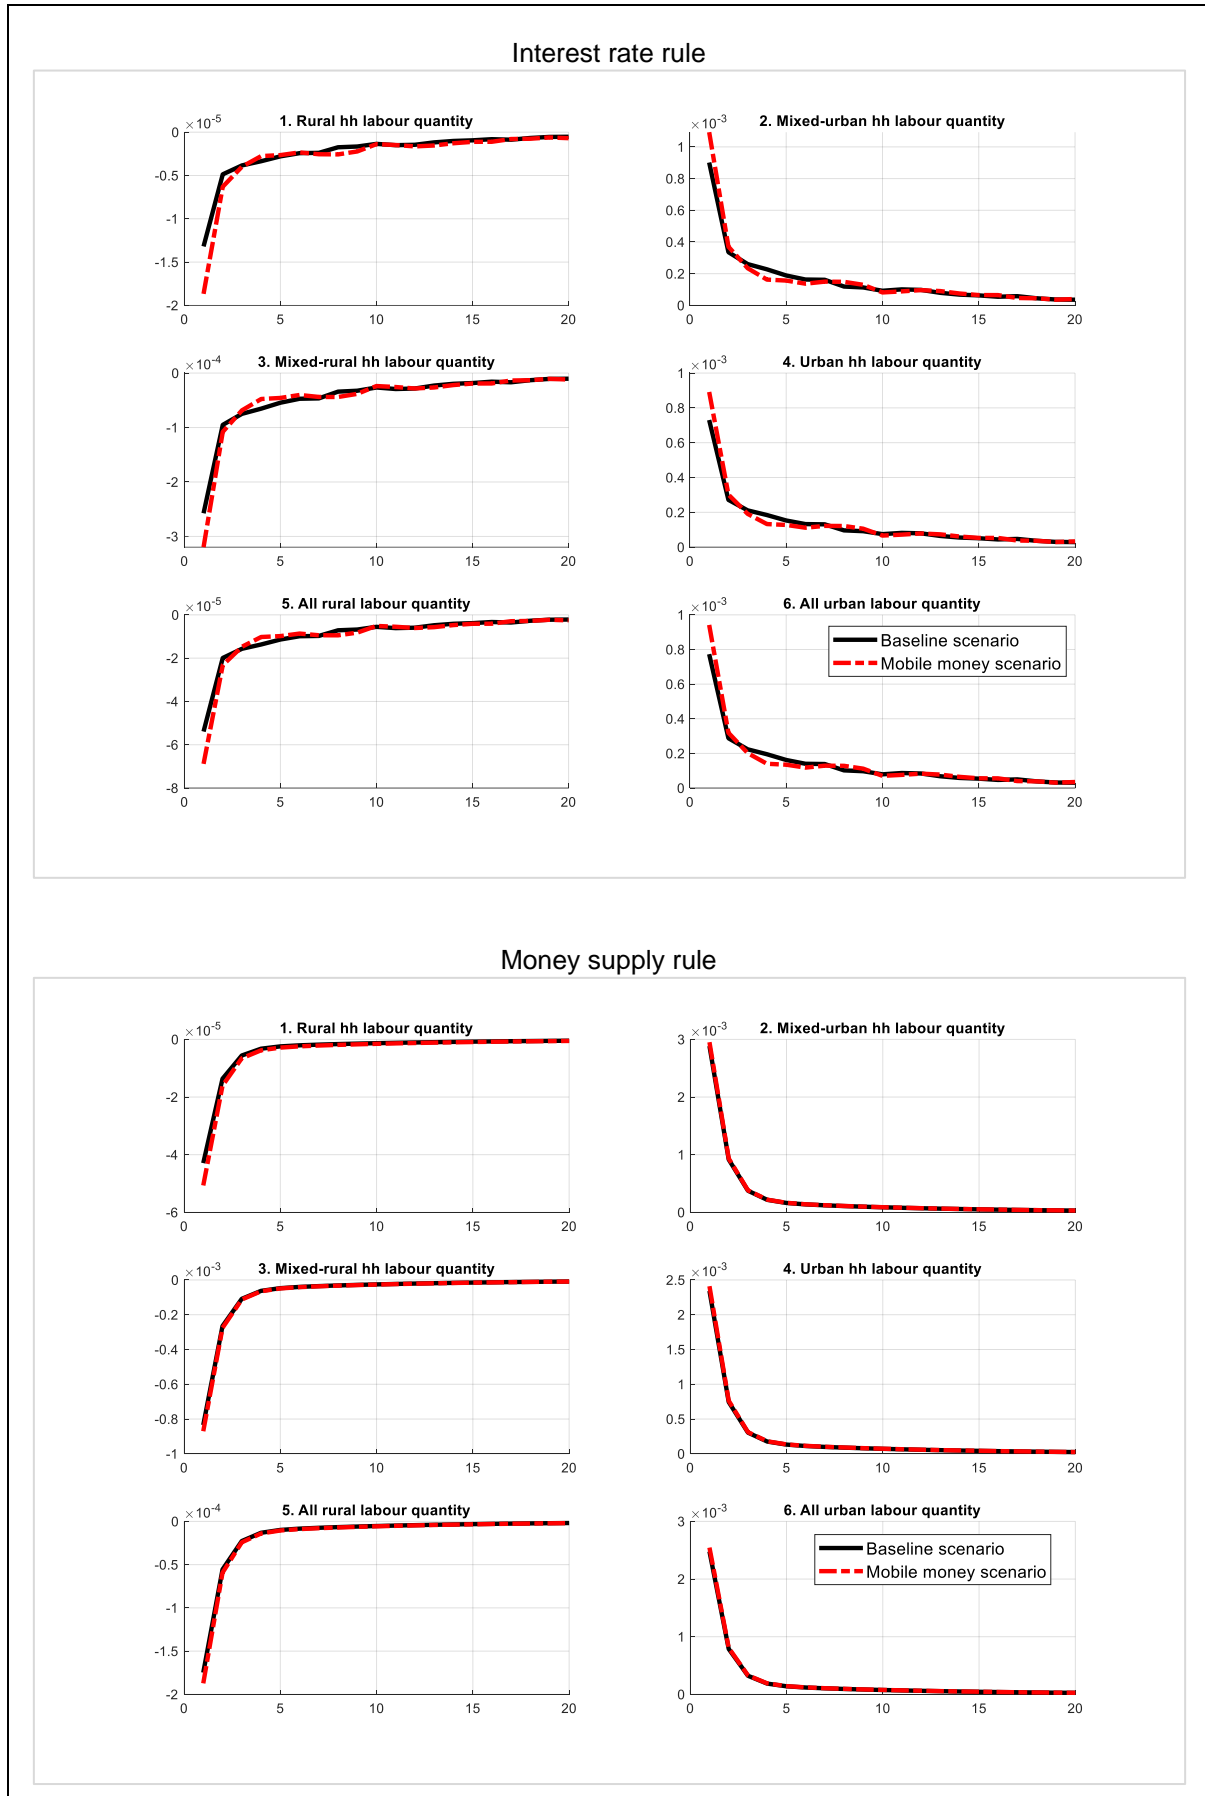 Interest rate rule
×10⁻⁵
1. Rural hh labour quantity
0
-0.5
-1
-1.5
-2
0 5 10 15 20
×10⁻³
2. Mixed-urban hh labour quantity
1
0.8
0.6
0.4
0.2
0
0 5 10 15 20
×10⁻⁴
3. Mixed-rural hh labour quantity
0
-1
-2
-3
0 5 10 15 20
×10⁻³
4. Urban hh labour quantity
1
0.8
0.6
0.4
0.2
0
0 5 10 15 20
×10⁻⁵
5. All rural labour quantity
0
-2
-4
-6
-8
0 5 10 15 20
×10⁻³
6. All urban labour quantity
1
0.8
0.6
0.4
0.2
0
0 5 10 15 20
Baseline scenario
Mobile money scenario
Money supply rule
×10⁻⁵
1. Rural hh labour quantity
0
-2
-4
-6
0 5 10 15 20
×10⁻³
2. Mixed-urban hh labour quantity
3
2
1
0
0 5 10 15 20
×10⁻³
3. Mixed-rural hh labour quantity
0
-0.2
-0.4
-0.6
-0.8
-1
0 5 10 15 20
×10⁻³
4. Urban hh labour quantity
2.5
2
1.5
1
0.5
0
0 5 10 15 20
×10⁻⁴
5. All rural labour quantity
0
-0.5
-1
-1.5
-2
0 5 10 15 20
×10⁻³
6. All urban labour quantity
3
2
1
0
0 5 10 15 20
Baseline scenario
Mobile money scenario